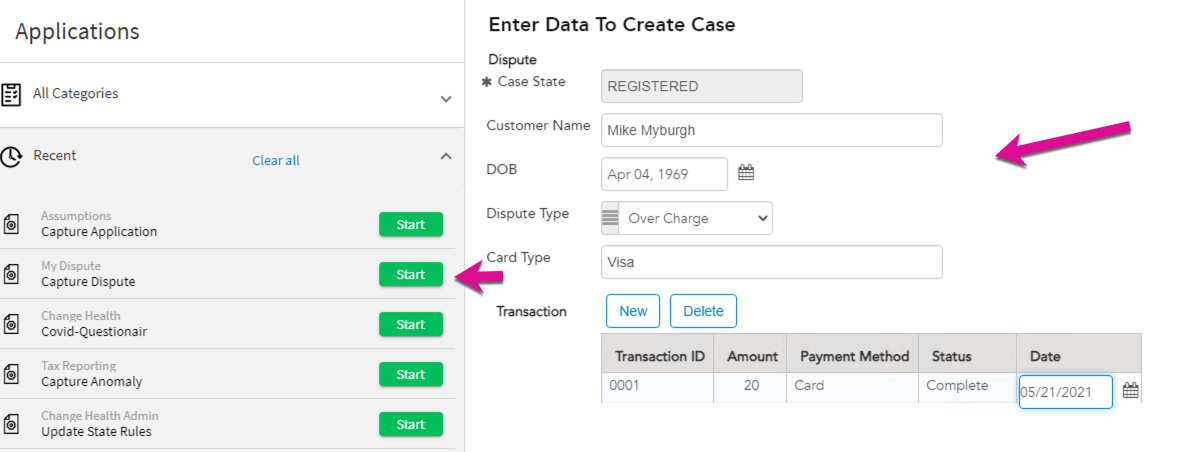 Applications
All Categories
Recent
Clear all
Assumptions
Capture Application
Start
My Dispute
Capture Dispute
Start
Change Health
Covid-Questionair
Start
Tax Reporting
Capture Anomaly
Start
Change Health Admin
Update State Rules
Start
Enter Data To Create Case
Dispute
✱ Case State REGISTERED
Customer Name Mike Myburgh
DOB Apr 04, 1969
Dispute Type Over Charge
Card Type Visa
Transaction New Delete
Transaction ID Amount Payment Method Status Date
0001 20 Card Complete 05/21/2021